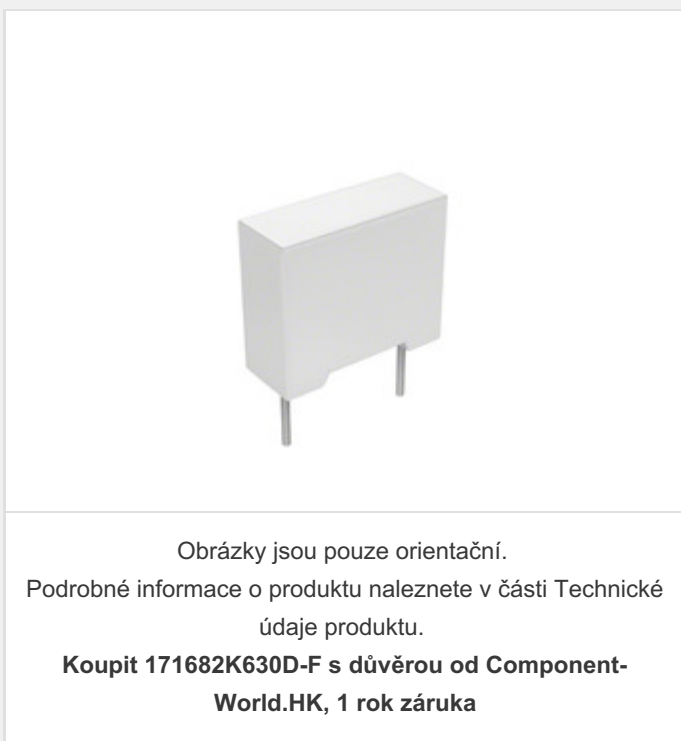 Obrázky jsou pouze orientační.
Podrobné informace o produktu naleznete v části Technické
údaje produktu.
Koupit 171682K630D-F s důvěrou od Component-
World.HK, 1 rok záruka